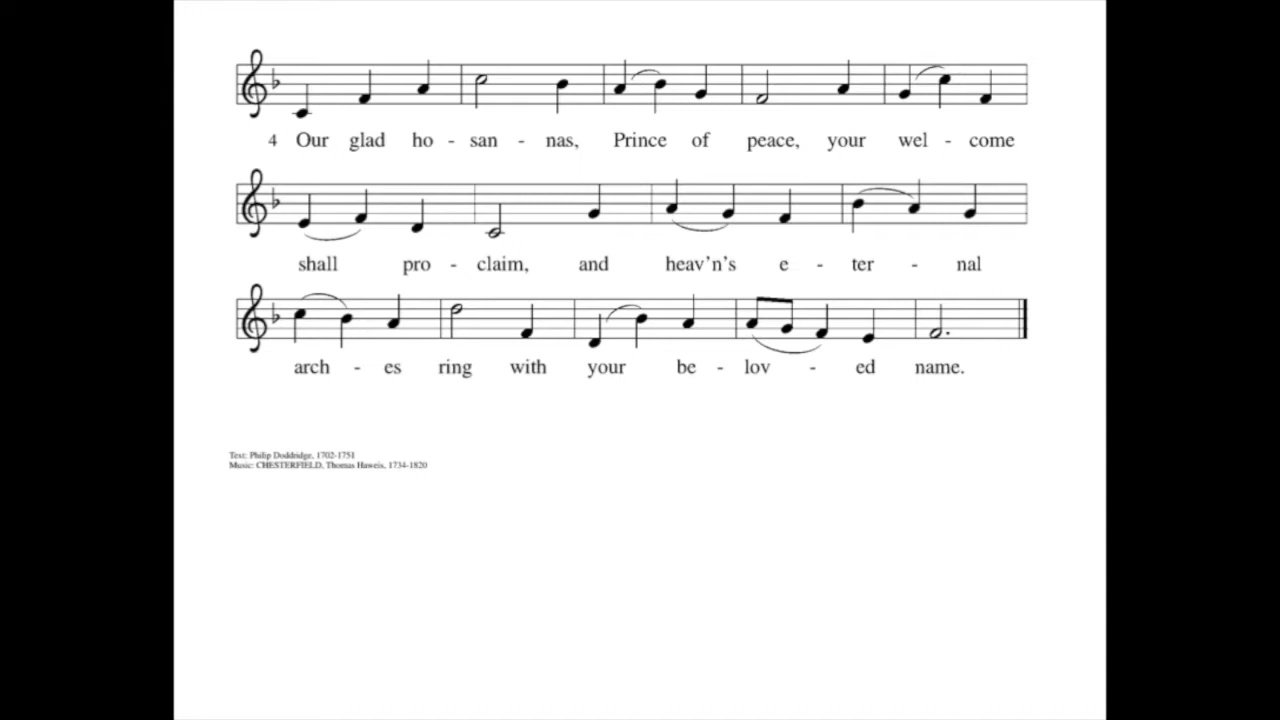 4 Our glad ho - san - nas, Prince of peace, your wel - come
shall pro - claim, and heav'n's e - ter - nal
arch - es ring with your be - lov - ed name.
Text: Philip Doddridge, 1702-1751
Music: CHESTERFIELD, Thomas Haweis, 1734-1820